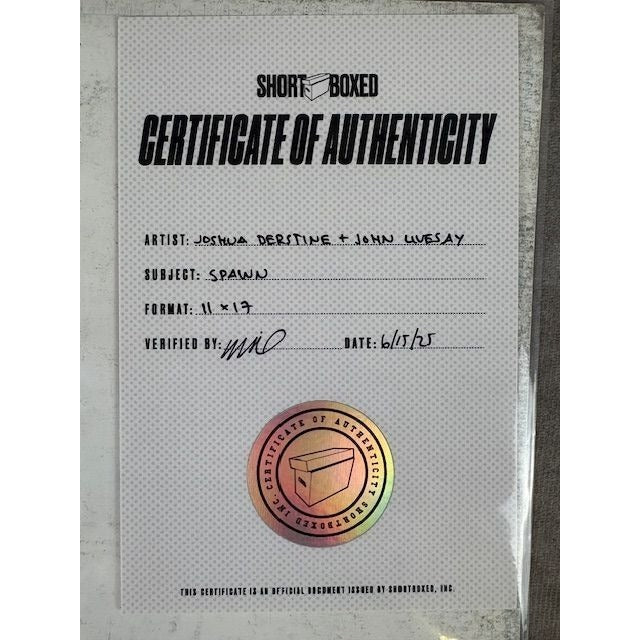 SHORT BOXED
CERTIFICATE OF AUTHENTICITY
ARTIST: JOSHUA DERSTINE + JOHN LIVESAY
SUBJECT: SPAWN
FORMAT: 11 x 17
VERIFIED BY: DATE: 6/15/25
CERTIFICATE OF AUTHENTICITY SHORTBOXED INC.
THIS CERTIFICATE IS AN OFFICIAL DOCUMENT ISSUED BY SHORTBOXED, INC.